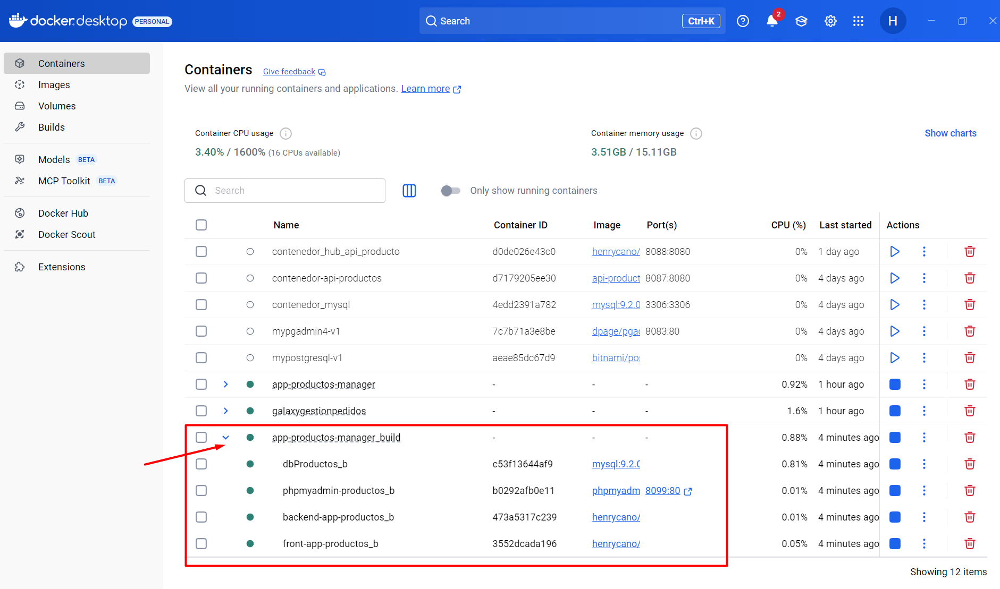 docker.desktop PERSONAL Search Ctrl+K 2 H
Containers
Images
Volumes
Builds
Models BETA
MCP Toolkit BETA
Docker Hub
Docker Scout
Extensions
Containers Give feedback
View all your running containers and applications. Learn more
Container CPU usage
3.40% / 1600% (16 CPUs available)
Container memory usage
3.51GB / 15.11GB
Show charts
Search
Only show running containers
Name Container ID Image Port(s) CPU (%) Last started Actions
contenedor_hub_api_producto d0de026e43c0 henrycano/ 8088:8080 0% 1 day ago
contenedor-api-productos d7179205ee30 api-product 8087:8080 0% 4 days ago
contenedor_mysql 4edd2391a782 mysql:9.2.0 3306:3306 0% 4 days ago
mypgadmin4-v1 7c7b71a3e8be dpage/pgad 8083:80 0% 4 days ago
mypostgresql-v1 aeae85dc67d9 bitnami/pos 0% 4 days ago
app-productos-manager - - - 0.92% 1 hour ago
galaxygestionpedidos - - - 1.6% 1 hour ago
app-productos-manager_build - - - 0.88% 4 minutes ago
dbProductos_b c53f13644af9 mysql:9.2.0 0.81% 4 minutes ago
phpmyadmin-productos_b b0292afb0e11 phpmyadm 8099:80 0.01% 4 minutes ago
backend-app-productos_b 473a5317c239 henrycano/ 0.01% 4 minutes ago
front-app-productos_b 3552dcada196 henrycano/ 0.05% 4 minutes ago
Showing 12 items